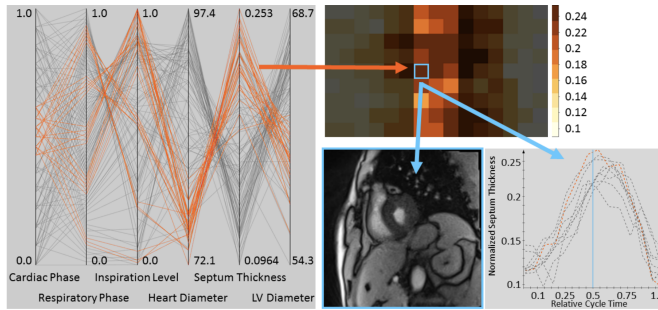 1.0 1.0 1.0 97.4 0.253 68.7
0.0 0.0 0.0 72.1 0.0964 54.3
Cardiac Phase Inspiration Level Septum Thickness
Respiratory Phase Heart Diameter LV Diameter
0.24
0.22
0.2
0.18
0.16
0.14
0.12
0.1
Normalized Septum Thickness
0.25
0.2
0.15
0.1
0.1 0.25 0.5 0.75 1.
Relative Cycle Time